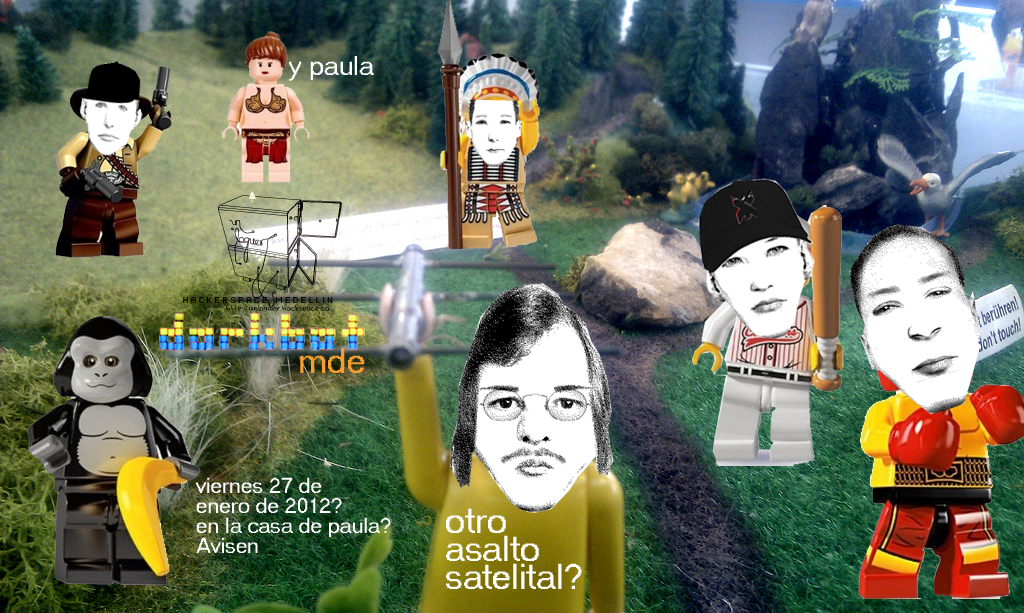 y paula
HACKERSPACE MEDELLIN
dorkbot
mde
berühren!
don't touch!
viernes 27 de
enero de 2012?
en la casa de paula?
Avisen
otro
asalto
satelital?